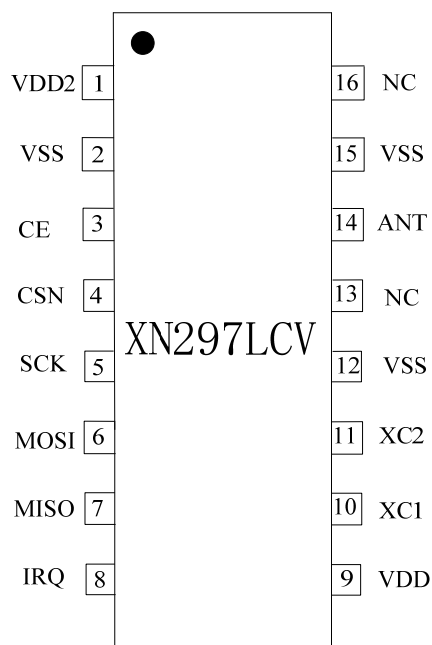 VDD2 1 16 NC
VSS 2 15 VSS
CE 3 14 ANT
CSN 4 13 NC
XN297LCV
SCK 5 12 VSS
MOSI 6 11 XC2
MISO 7 10 XC1
IRQ 8 9 VDD